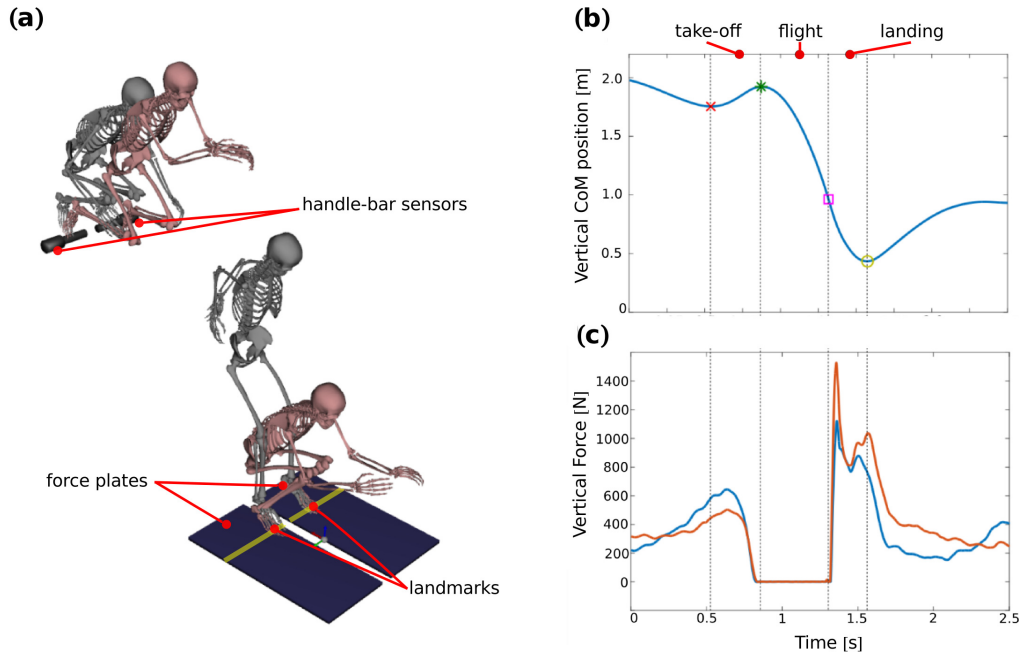 (a)
handle-bar sensors
force plates
landmarks
(b)
take-off flight landing
Vertical CoM position [m]
2.0
1.5
1.0
0.5
0
(c)
Vertical Force [N]
1400
1200
1000
800
600
400
200
0
0 0.5 1 1.5 2 2.5
Time [s]